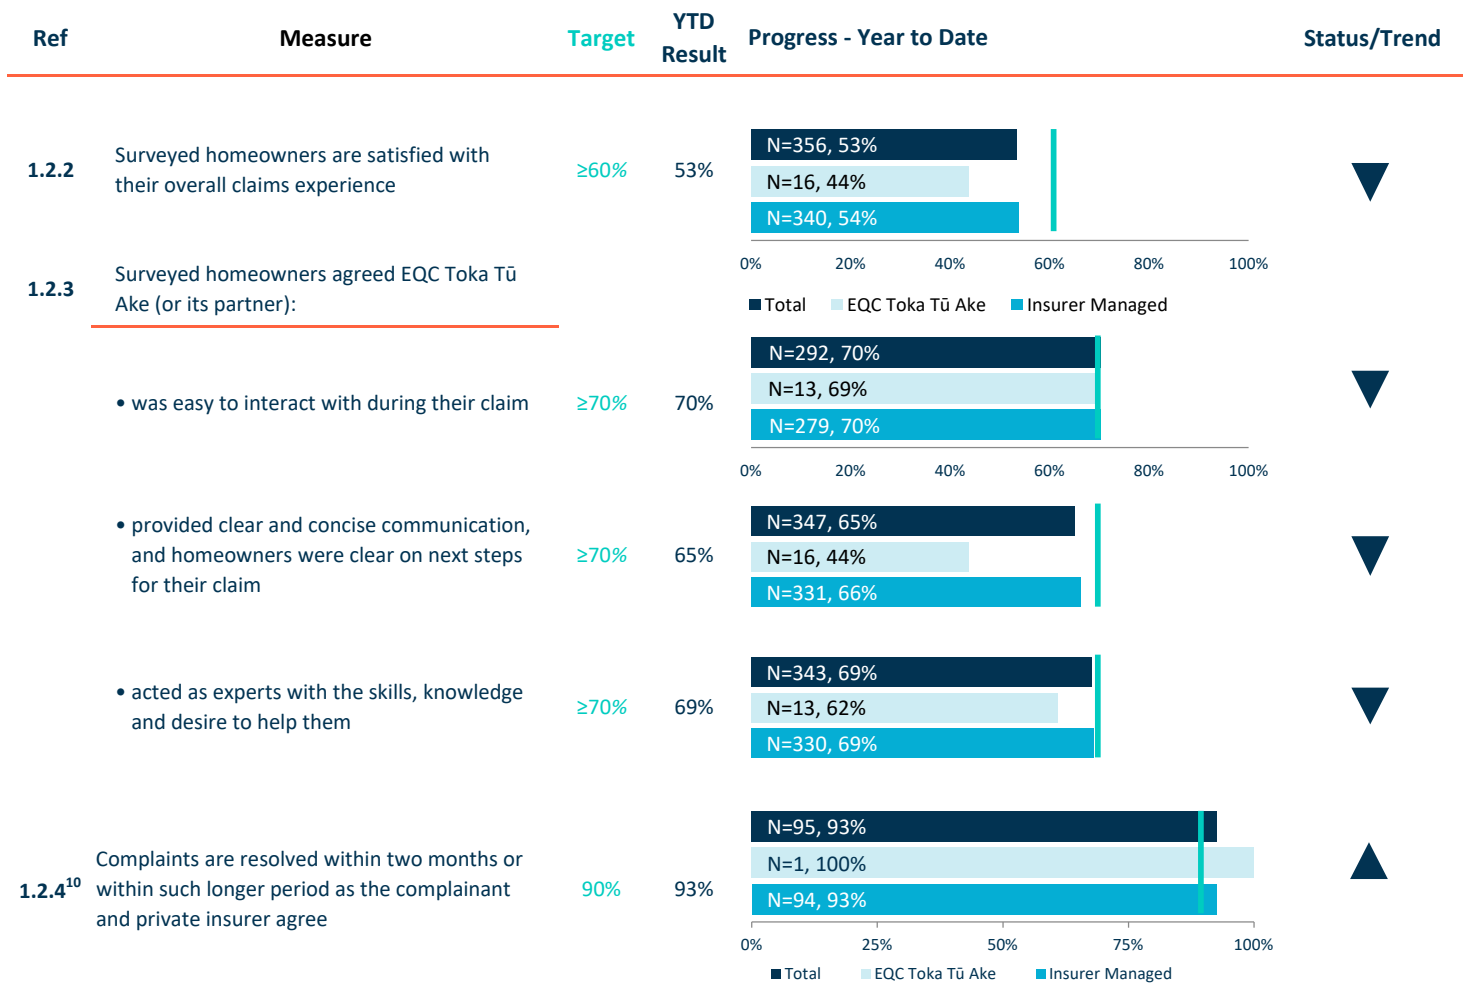 Ref
Measure
Target
YTD
Result
Progress - Year to Date
Status/Trend
1.2.2
Surveyed homeowners are satisfied with
their overall claims experience
≥60%
53%
N=356, 53%
N=16, 44%
N=340, 54%
0% 20% 40% 60% 80% 100%
Total EQC Toka Tū Ake Insurer Managed
1.2.3
Surveyed homeowners agreed EQC Toka Tū
Ake (or its partner):
• was easy to interact with during their claim
≥70%
70%
N=292, 70%
N=13, 69%
N=279, 70%
0% 20% 40% 60% 80% 100%
• provided clear and concise communication,
and homeowners were clear on next steps
for their claim
≥70%
65%
N=347, 65%
N=16, 44%
N=331, 66%
• acted as experts with the skills, knowledge
and desire to help them
≥70%
69%
N=343, 69%
N=13, 62%
N=330, 69%
1.2.4¹⁰
Complaints are resolved within two months or
within such longer period as the complainant
and private insurer agree
90%
93%
N=95, 93%
N=1, 100%
N=94, 93%
0% 25% 50% 75% 100%
Total EQC Toka Tū Ake Insurer Managed